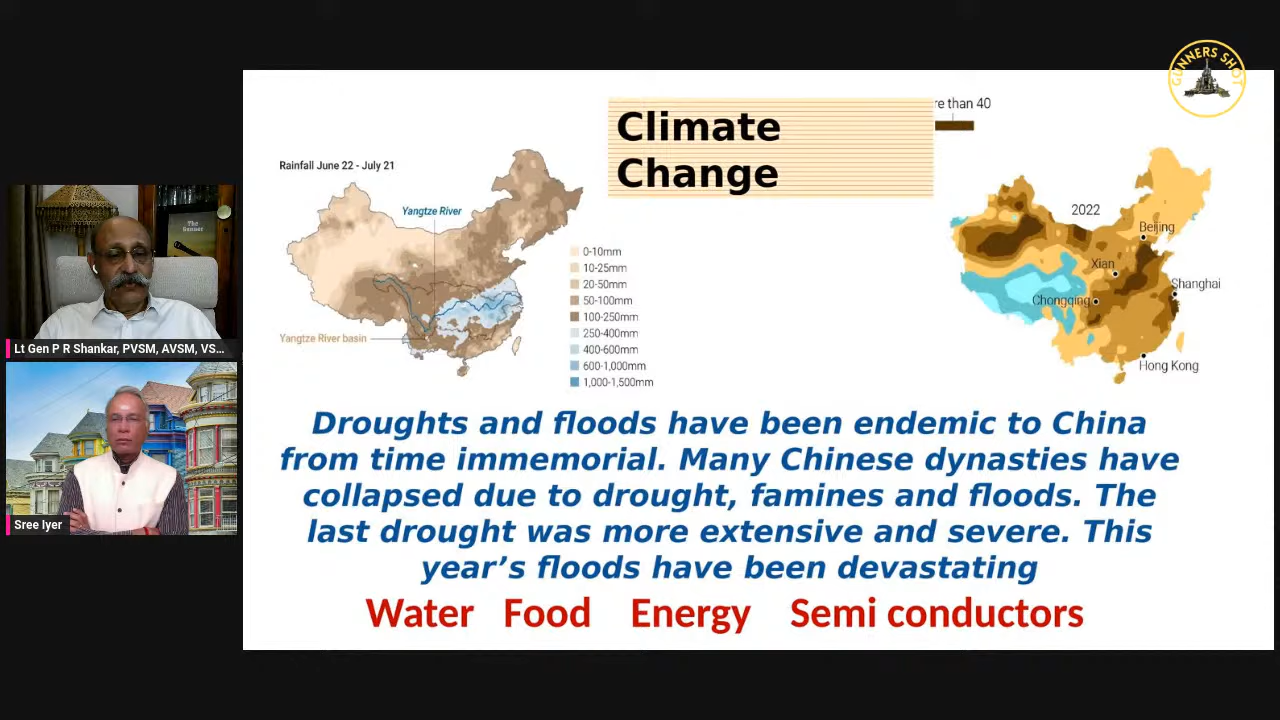 GUNNERS SHOT
Climate
Change
re than 40
Rainfall June 22 - July 21
Yangtze River
Yangtze River basin
0-10mm
10-25mm
20-50mm
50-100mm
100-250mm
250-400mm
400-600mm
600-1,000mm
1,000-1,500mm
2022
Beijing
Xian
Shanghai
Chongqing
Hong Kong
The
Gunner
Lt Gen P R Shankar, PVSM, AVSM, VS...
Sree Iyer
Droughts and floods have been endemic to China
from time immemorial. Many Chinese dynasties have
collapsed due to drought, famines and floods. The
last drought was more extensive and severe. This
year’s floods have been devastating
Water Food Energy Semi conductors